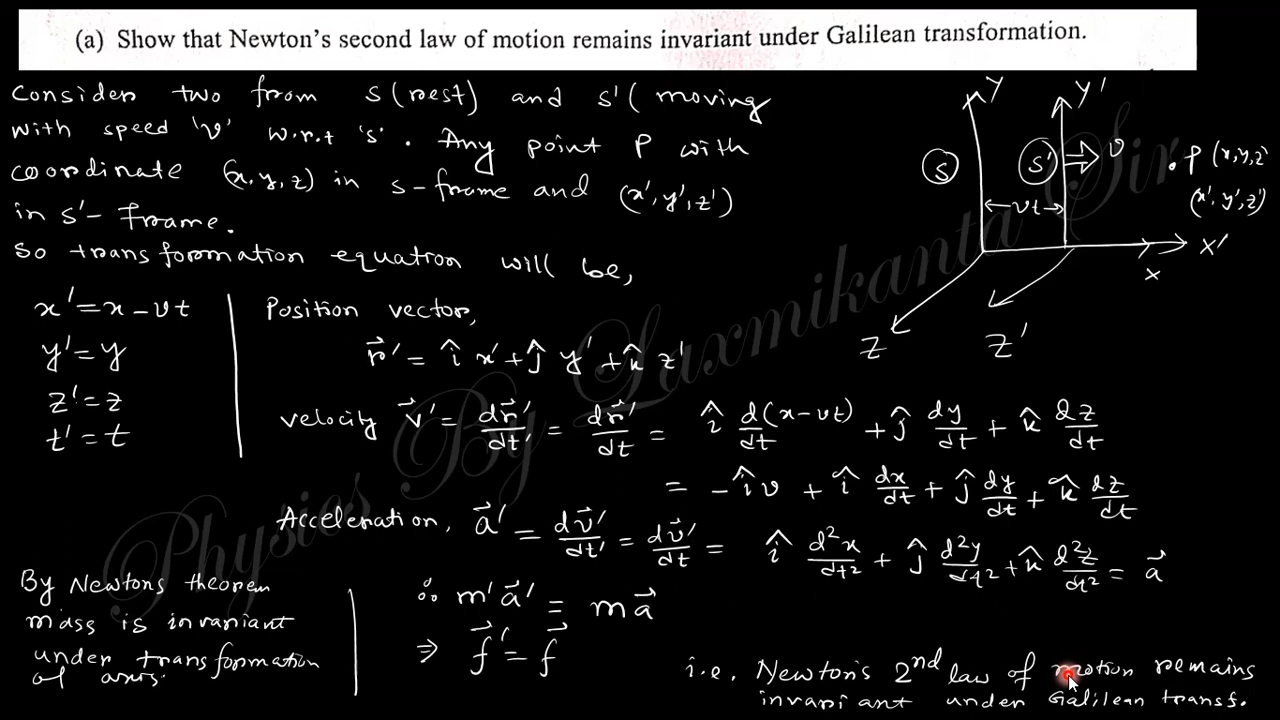 (a) Show that Newton's second law of motion remains invariant under Galilean transformation.
Consider two from S(rest) and S'(moving
with speed 'v' w.r.t 'S'. Any point P with
coordinate (x,y,z) in S-frame and (x',y',z')
in S'- frame.
So transformation equation will be,
x' = x - vt
y' = y
z' = z
t' = t
Position vector,
r⃗' = î x' + ĵ y' + k̂ z'
velocity v⃗' = dr⃗'/dt' = dr⃗'/dt = î d(x-vt)/dt + ĵ dy/dt + k̂ dz/dt
= -îv + î dx/dt + ĵ dy/dt + k̂ dz/dt
Acceleration, a⃗' = dv⃗'/dt' = dv⃗'/dt = î d²x/dt² + ĵ d²y/dt² + k̂ d²z/dt² = a⃗
By Newtons theorem
mass is invariant
under transformation
of axis.
∴ m'a⃗' = ma⃗
⇒ f⃗' = f⃗
i.e. Newton's 2nd law of motion remains
invariant under Galilean transf.
Y
Y'
S
S'
v
P (x,y,z)
(x',y',z')
vt
X'
X
Z
Z'
Physics By Laxmikanta Sir